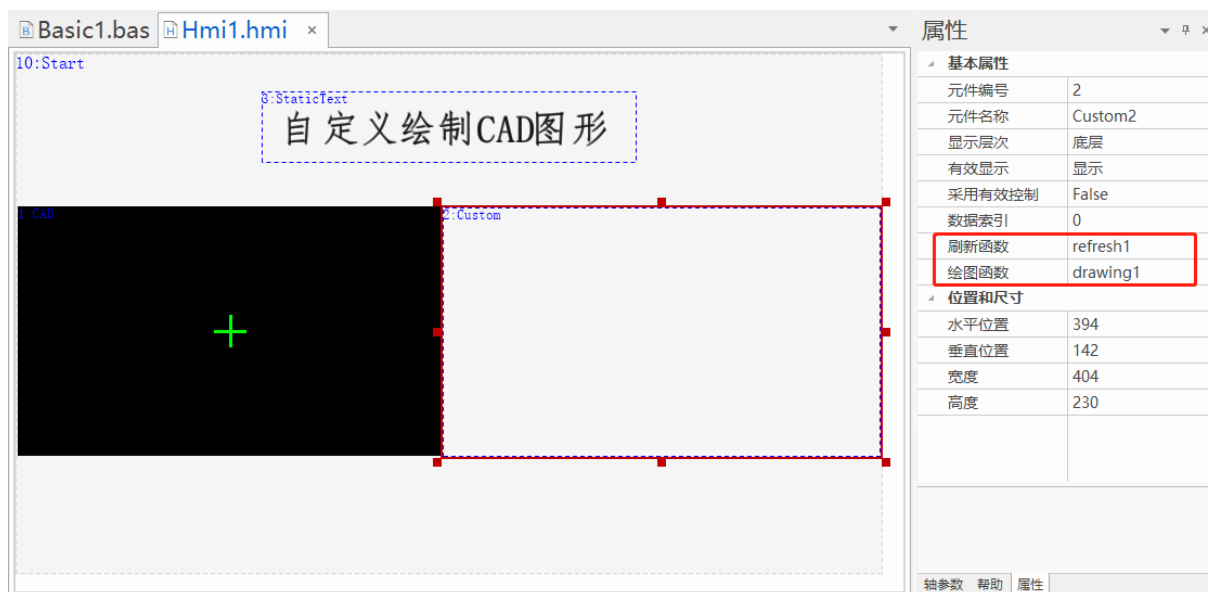 Basic1.bas Hmi1.hmi ×
10:Start
3:StaticText
自定义绘制CAD图形
1:CAD
2:Custom
属性
基本属性
元件编号 2
元件名称 Custom2
显示层次 底层
有效显示 显示
采用有效控制 False
数据索引 0
刷新函数 refresh1
绘图函数 drawing1
位置和尺寸
水平位置 394
垂直位置 142
宽度 404
高度 230
轴参数 帮助 属性